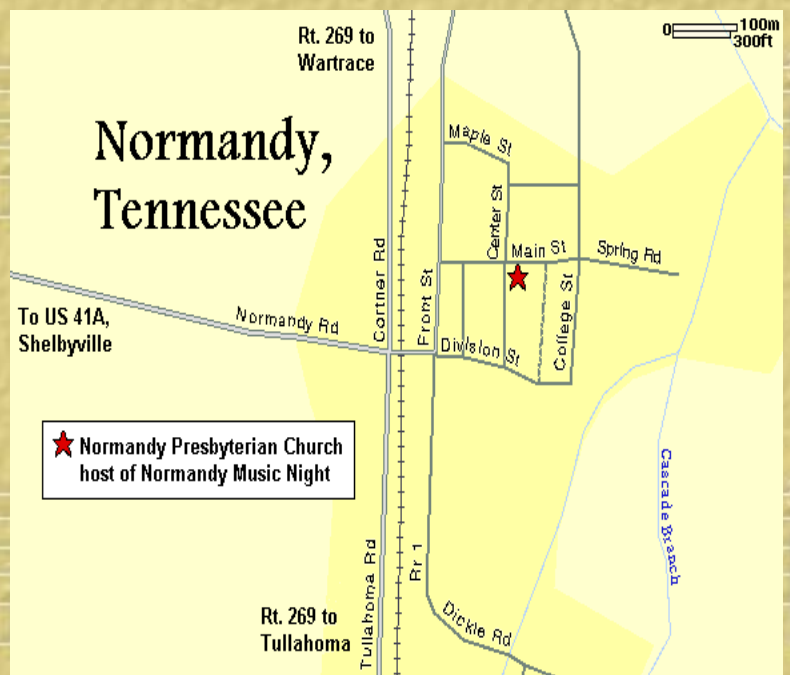 Rt. 269 to
Wartrace
0 100m
300ft
Normandy,
Tennessee
Maple St
Center St
Main St
Spring Rd
Cortner Rd
Front St
College St
To US 41A,
Shelbyville
Normandy Rd
Division St
Normandy Presbyterian Church
host of Normandy Music Night
Cascade Branch
Tullahoma Rd
Rr 1
Rt. 269 to
Tullahoma
Dickle Rd